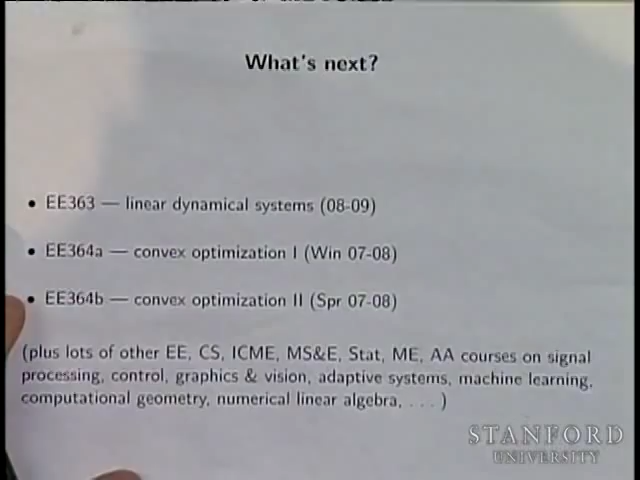 What's next?
• EE363 — linear dynamical systems (08-09)
• EE364a — convex optimization I (Win 07-08)
• EE364b — convex optimization II (Spr 07-08)
(plus lots of other EE, CS, ICME, MS&E, Stat, ME, AA courses on signal
processing, control, graphics & vision, adaptive systems, machine learning,
computational geometry, numerical linear algebra, . . . )
STANFORD
UNIVERSITY